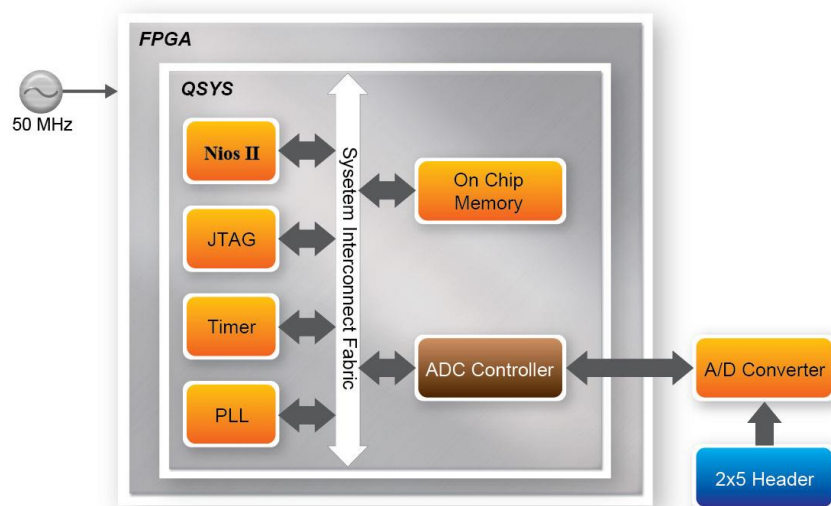 FPGA
QSYS
50 MHz
Nios II
JTAG
Timer
PLL
Sysetem Interconnect Fabric
On Chip
Memory
ADC Controller
A/D Converter
2x5 Header